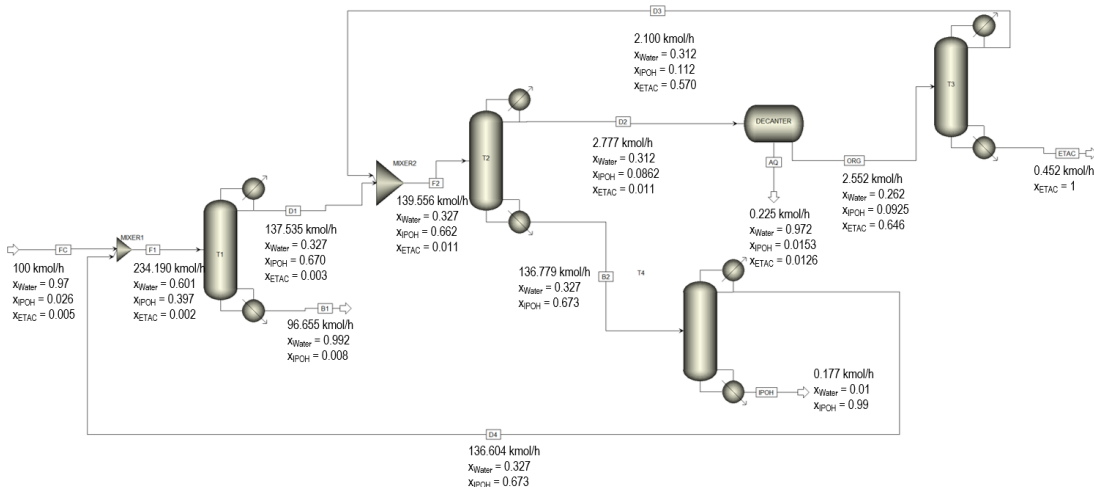 D3
2.100 kmol/h
xWater = 0.312
xIPOH = 0.112
xETAC = 0.570
T3
ETAC
0.452 kmol/h
xETAC = 1
T2
D2
2.777 kmol/h
xWater = 0.312
xIPOH = 0.0862
xETAC = 0.011
DECANTER
AQ
ORG
2.552 kmol/h
xWater = 0.262
xIPOH = 0.0925
xETAC = 0.646
0.225 kmol/h
xWater = 0.972
xIPOH = 0.0153
xETAC = 0.0126
MIXER2
F2
139.556 kmol/h
xWater = 0.327
xIPOH = 0.662
xETAC = 0.011
D1
137.535 kmol/h
xWater = 0.327
xIPOH = 0.670
xETAC = 0.003
T1
MIXER1
FC
100 kmol/h
xWater = 0.97
xIPOH = 0.026
xETAC = 0.005
F1
234.190 kmol/h
xWater = 0.601
xIPOH = 0.397
xETAC = 0.002
B1
96.655 kmol/h
xWater = 0.992
xIPOH = 0.008
136.779 kmol/h
xWater = 0.327
xIPOH = 0.673
B2
T4
IPOH
0.177 kmol/h
xWater = 0.01
xIPOH = 0.99
D4
136.604 kmol/h
xWater = 0.327
xIPOH = 0.673